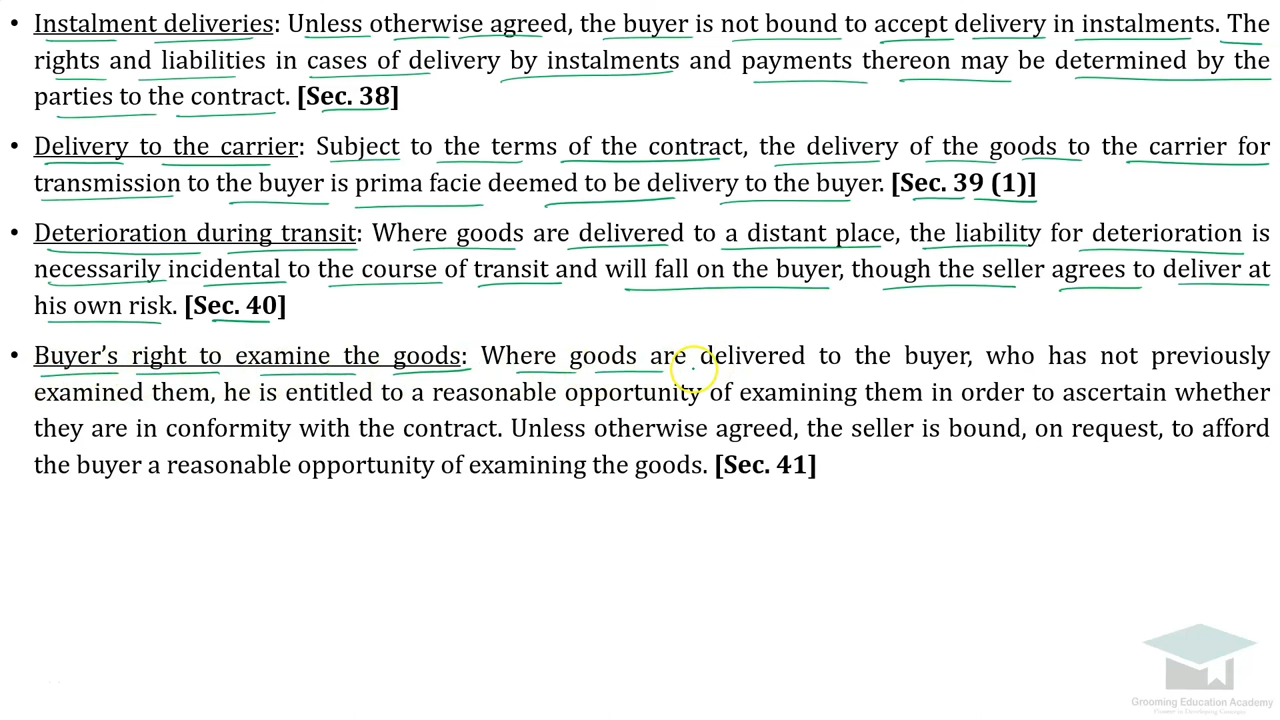 • Instalment deliveries: Unless otherwise agreed, the buyer is not bound to accept delivery in instalments. The
rights and liabilities in cases of delivery by instalments and payments thereon may be determined by the
parties to the contract. [Sec. 38]
• Delivery to the carrier: Subject to the terms of the contract, the delivery of the goods to the carrier for
transmission to the buyer is prima facie deemed to be delivery to the buyer. [Sec. 39 (1)]
• Deterioration during transit: Where goods are delivered to a distant place, the liability for deterioration is
necessarily incidental to the course of transit and will fall on the buyer, though the seller agrees to deliver at
his own risk. [Sec. 40]
• Buyer’s right to examine the goods: Where goods are delivered to the buyer, who has not previously
examined them, he is entitled to a reasonable opportunity of examining them in order to ascertain whether
they are in conformity with the contract. Unless otherwise agreed, the seller is bound, on request, to afford
the buyer a reasonable opportunity of examining the goods. [Sec. 41]
Grooming Education Academy
Pioneer in Developing Concepts